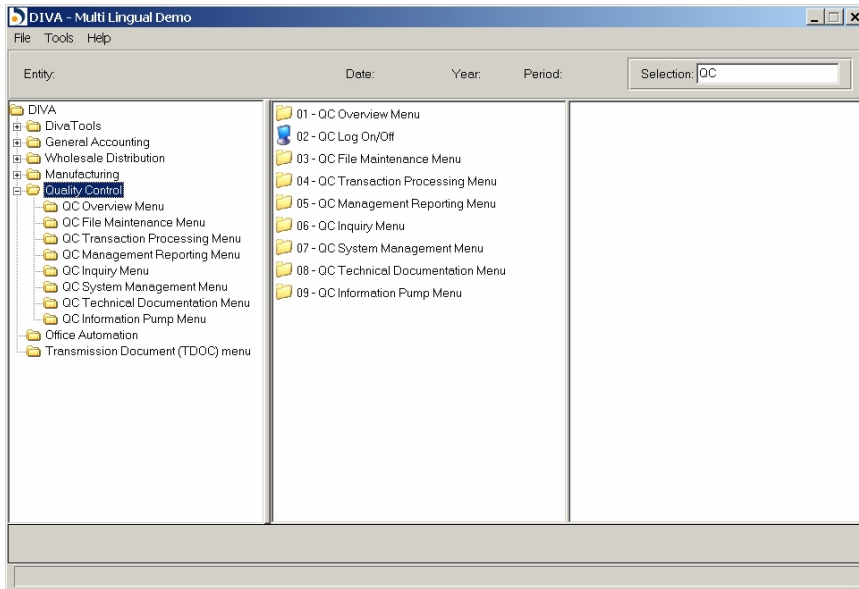 DIVA - Multi Lingual Demo
File Tools Help
Entity: Date: Year: Period: Selection: QC
DIVA
DivaTools
General Accounting
Wholesale Distribution
Manufacturing
Quality Control
QC Overview Menu
QC File Maintenance Menu
QC Transaction Processing Menu
QC Management Reporting Menu
QC Inquiry Menu
QC System Management Menu
QC Technical Documentation Menu
QC Information Pump Menu
Office Automation
Transmission Document (TDOC) menu
01 - QC Overview Menu
02 - QC Log On/Off
03 - QC File Maintenance Menu
04 - QC Transaction Processing Menu
05 - QC Management Reporting Menu
06 - QC Inquiry Menu
07 - QC System Management Menu
08 - QC Technical Documentation Menu
09 - QC Information Pump Menu